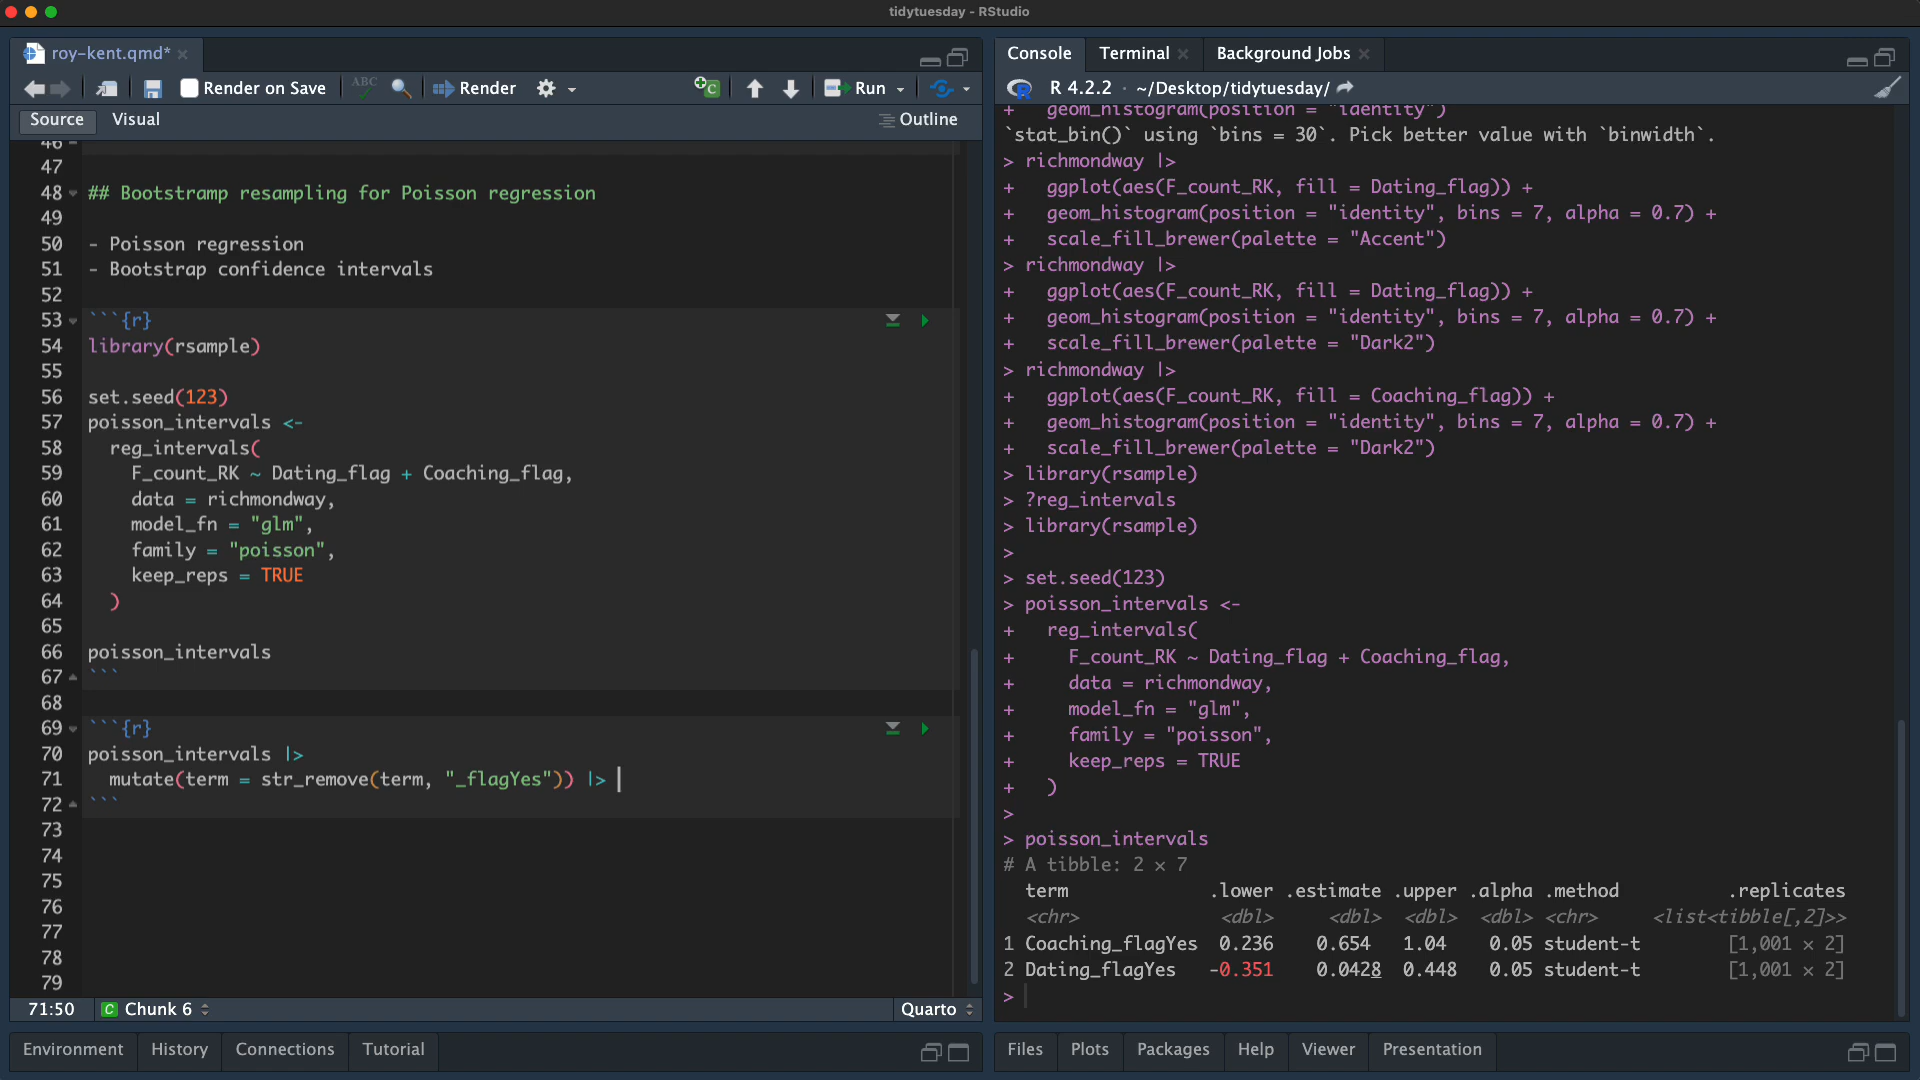 tidytuesday - RStudio
roy-kent.qmd*
Render on Save
ABC
Render
Run
Source
Visual
Outline
46
47
48 ## Bootstramp resampling for Poisson regression
49
50 - Poisson regression
51 - Bootstrap confidence intervals
52
53 ```{r}
54 library(rsample)
55
56 set.seed(123)
57 poisson_intervals <-
58   reg_intervals(
59     F_count_RK ~ Dating_flag + Coaching_flag,
60     data = richmondway,
61     model_fn = "glm",
62     family = "poisson",
63     keep_reps = TRUE
64   )
65
66 poisson_intervals
67 ```
68
69 ```{r}
70 poisson_intervals |>
71   mutate(term = str_remove(term, "_flagYes")) |>
72 ```
73
74
75
76
77
78
79
71:50
C Chunk 6
Quarto
Environment
History
Connections
Tutorial
Console
Terminal
Background Jobs
R 4.2.2 · ~/Desktop/tidytuesday/
+   geom_histogram(position = "identity")
`stat_bin()` using `bins = 30`. Pick better value with `binwidth`.
> richmondway |>
+   ggplot(aes(F_count_RK, fill = Dating_flag)) +
+   geom_histogram(position = "identity", bins = 7, alpha = 0.7) +
+   scale_fill_brewer(palette = "Accent")
> richmondway |>
+   ggplot(aes(F_count_RK, fill = Dating_flag)) +
+   geom_histogram(position = "identity", bins = 7, alpha = 0.7) +
+   scale_fill_brewer(palette = "Dark2")
> richmondway |>
+   ggplot(aes(F_count_RK, fill = Coaching_flag)) +
+   geom_histogram(position = "identity", bins = 7, alpha = 0.7) +
+   scale_fill_brewer(palette = "Dark2")
> library(rsample)
> ?reg_intervals
> library(rsample)
>
> set.seed(123)
> poisson_intervals <-
+   reg_intervals(
+     F_count_RK ~ Dating_flag + Coaching_flag,
+     data = richmondway,
+     model_fn = "glm",
+     family = "poisson",
+     keep_reps = TRUE
+   )
>
> poisson_intervals
# A tibble: 2 × 7
  term .lower .estimate .upper .alpha .method .replicates
  <chr> <dbl> <dbl> <dbl> <dbl> <chr> <list<tibble[,2]>>
1 Coaching_flagYes 0.236 0.654 1.04 0.05 student-t [1,001 × 2]
2 Dating_flagYes -0.351 0.0428 0.448 0.05 student-t [1,001 × 2]
>
Files
Plots
Packages
Help
Viewer
Presentation